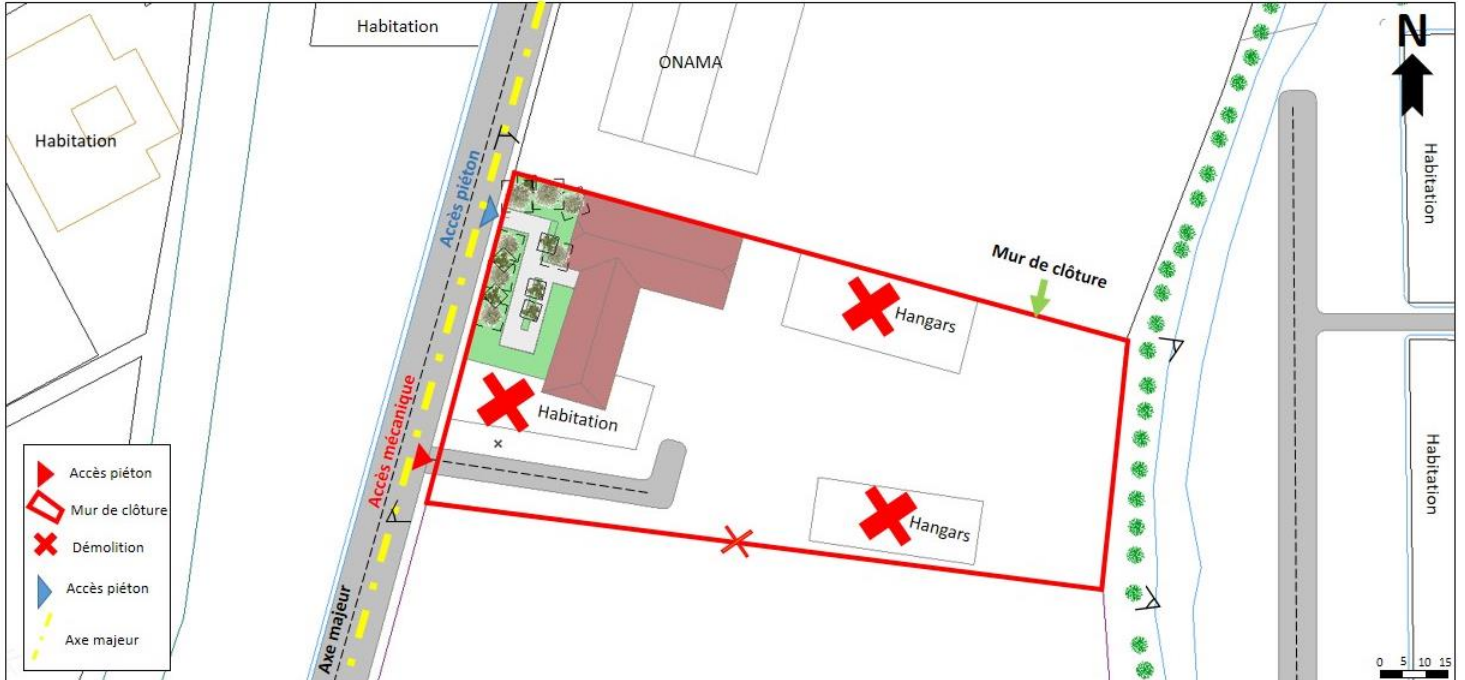 Habitation
ONAMA
N
Habitation
Accès piéton
Habitation
Mur de clôture
Hangars
Accès mécanique
Habitation
Habitation
Hangars
Axe majeur
Accès piéton
Mur de clôture
Démolition
Accès piéton
Axe majeur
0 5 10 15